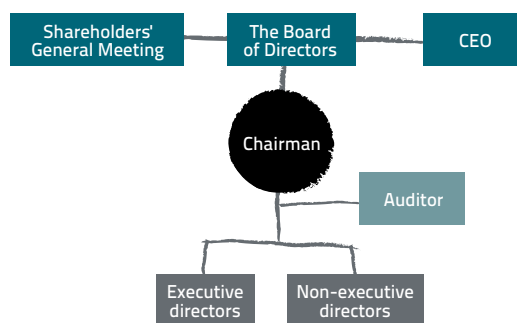 Shareholders'
General Meeting
The Board
of Directors
CEO
Chairman
Auditor
Executive
directors
Non-executive
directors